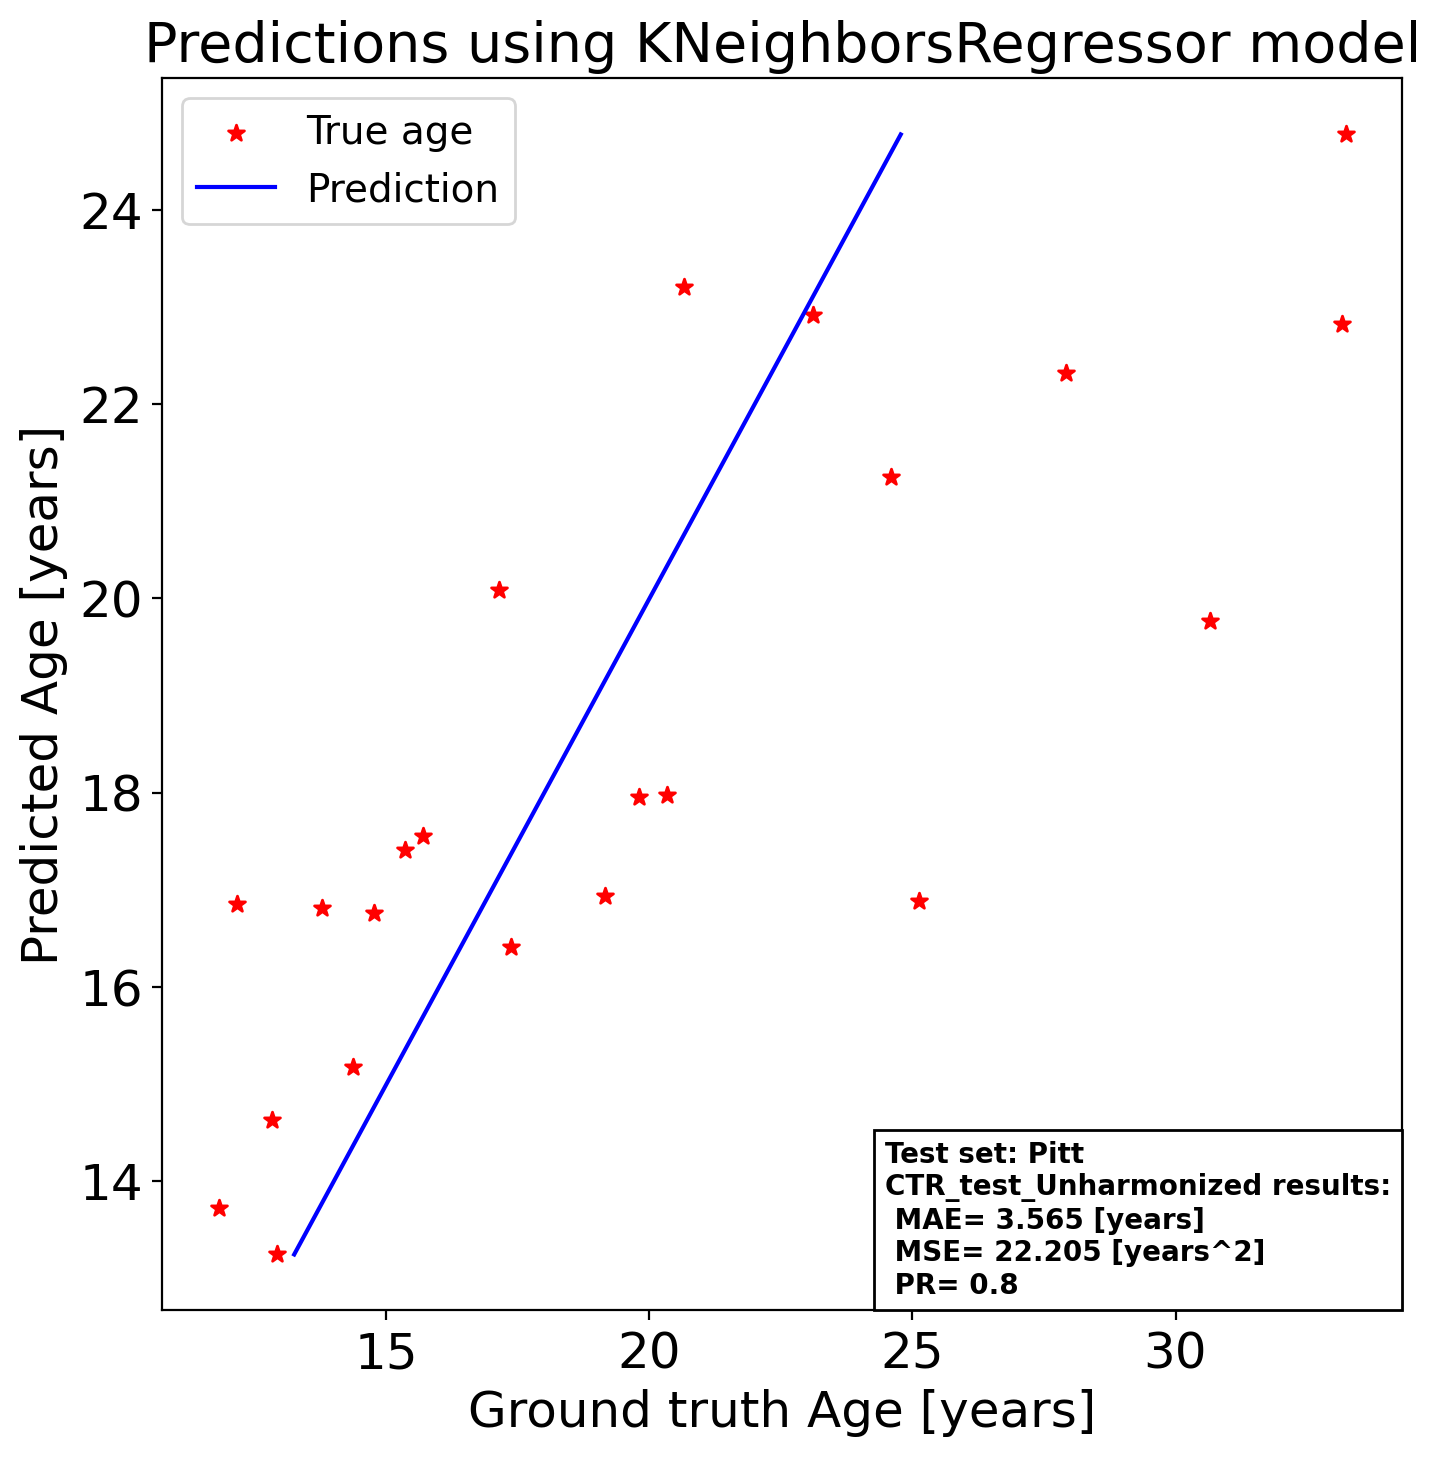 Predictions using KNeighborsRegressor model
True age
Prediction
24
22
20
18
16
14
Predicted Age [years]
Test set: Pitt
CTR_test_Unharmonized results:
MAE= 3.565 [years]
MSE= 22.205 [years^2]
PR= 0.8
15 20 25 30
Ground truth Age [years]